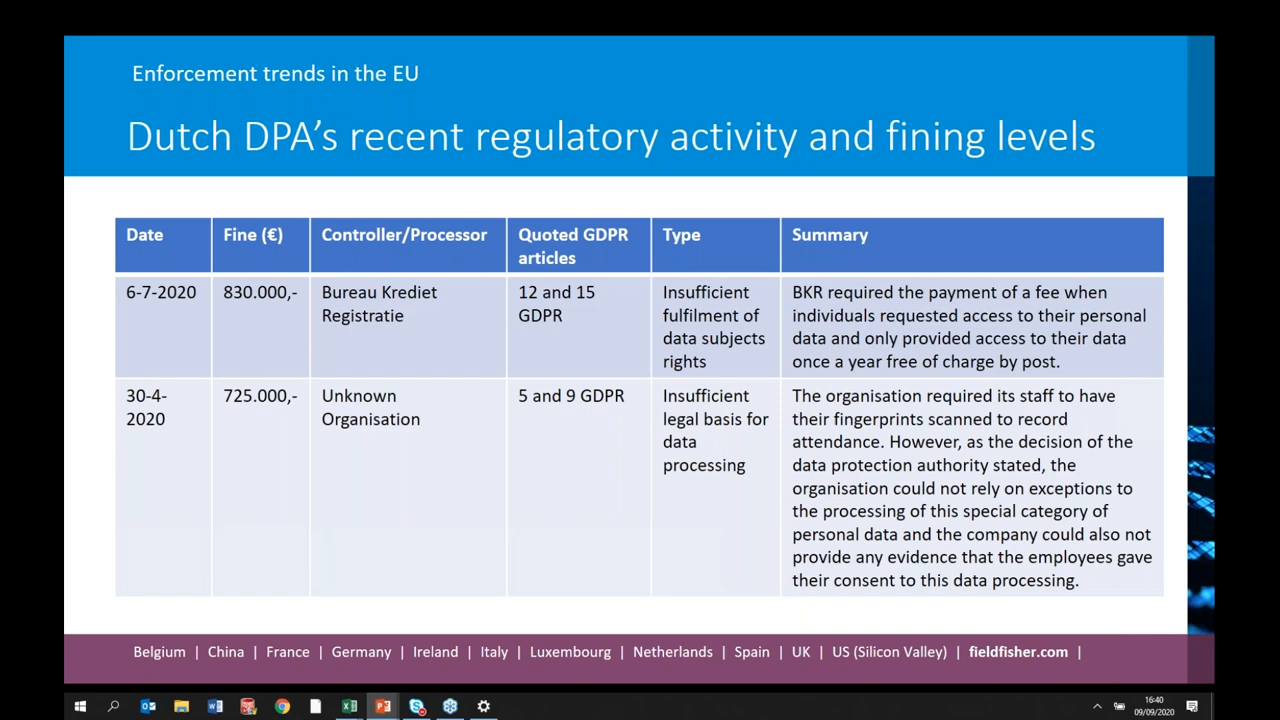 Enforcement trends in the EU
Dutch DPA's recent regulatory activity and fining levels
Date
Fine (€)
Controller/Processor
Quoted GDPR
articles
Type
Summary
6-7-2020
830.000,-
Bureau Krediet
Registratie
12 and 15
GDPR
Insufficient
fulfilment of
data subjects
rights
BKR required the payment of a fee when
individuals requested access to their personal
data and only provided access to their data
once a year free of charge by post.
30-4-
2020
725.000,-
Unknown
Organisation
5 and 9 GDPR
Insufficient
legal basis for
data
processing
The organisation required its staff to have
their fingerprints scanned to record
attendance. However, as the decision of the
data protection authority stated, the
organisation could not rely on exceptions to
the processing of this special category of
personal data and the company could also not
provide any evidence that the employees gave
their consent to this data processing.
Belgium | China | France | Germany | Ireland | Italy | Luxembourg | Netherlands | Spain | UK | US (Silicon Valley) | fieldfisher.com |
16:40
09/09/2020